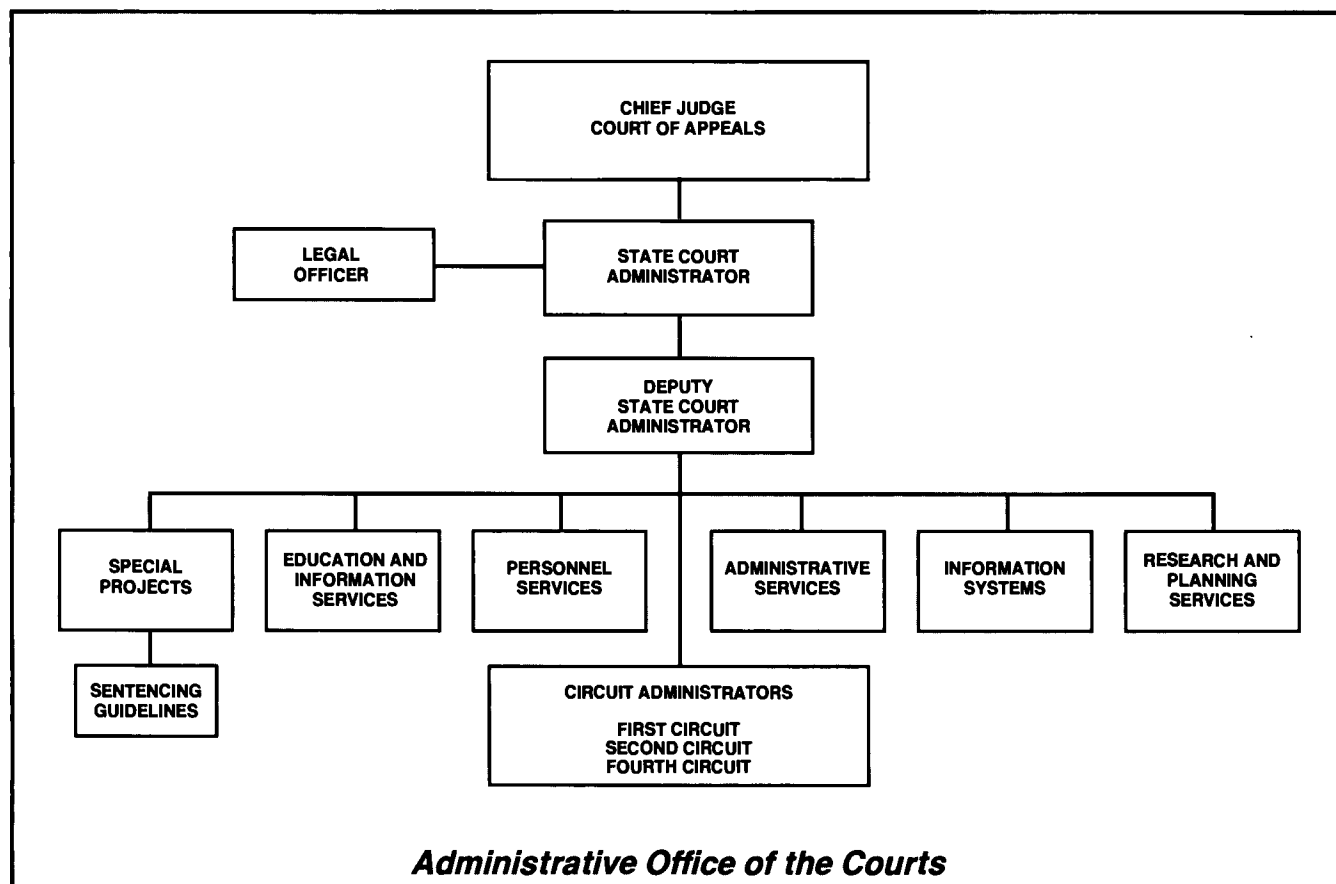 CHIEF JUDGE
COURT OF APPEALS
LEGAL
OFFICER
STATE COURT
ADMINISTRATOR
DEPUTY
STATE COURT
ADMINISTRATOR
SPECIAL
PROJECTS
EDUCATION AND
INFORMATION
SERVICES
PERSONNEL
SERVICES
ADMINISTRATIVE
SERVICES
INFORMATION
SYSTEMS
RESEARCH AND
PLANNING
SERVICES
SENTENCING
GUIDELINES
CIRCUIT ADMINISTRATORS
FIRST CIRCUIT
SECOND CIRCUIT
FOURTH CIRCUIT
Administrative Office of the Courts